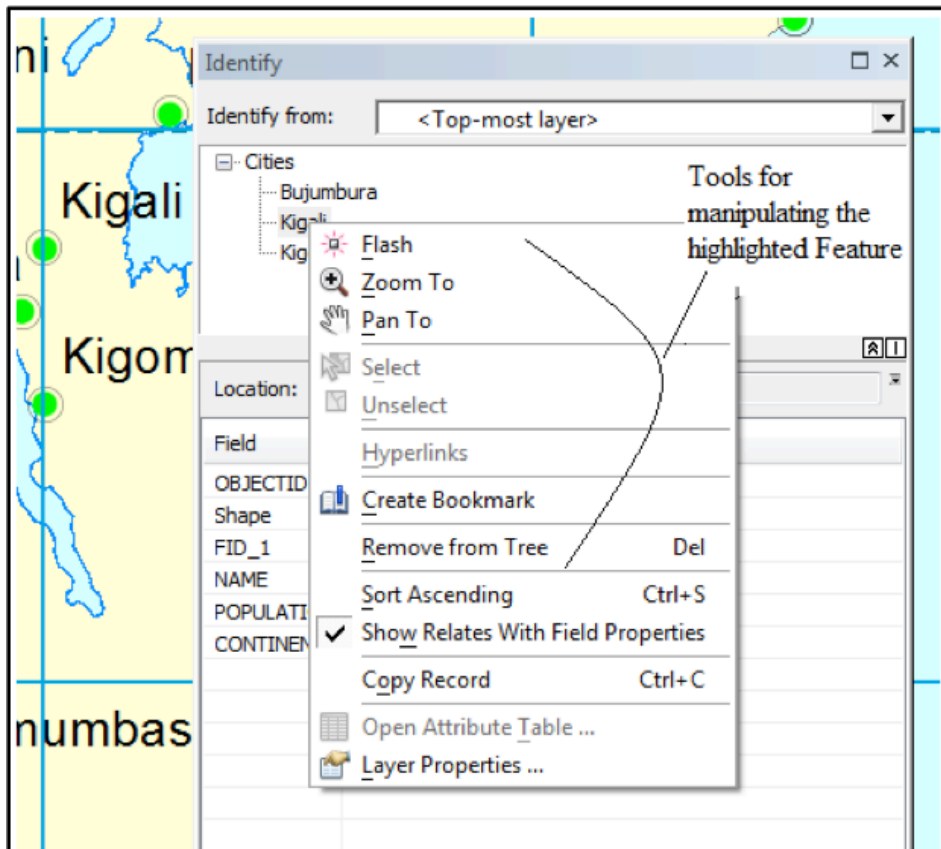 ni
Identify
Identify from: <Top-most layer>
Cities
Bujumbura
Kigali
Kig
Tools for
manipulating the
highlighted Feature
Kigali
Kigom
mumbas
Flash
Zoom To
Pan To
Select
Unselect
Hyperlinks
Create Bookmark
Remove from Tree Del
Sort Ascending Ctrl+S
Show Relates With Field Properties
Copy Record Ctrl+C
Open Attribute Table ...
Layer Properties ...
Location:
Field
OBJECTID
Shape
FID_1
NAME
POPULATI
CONTINEN